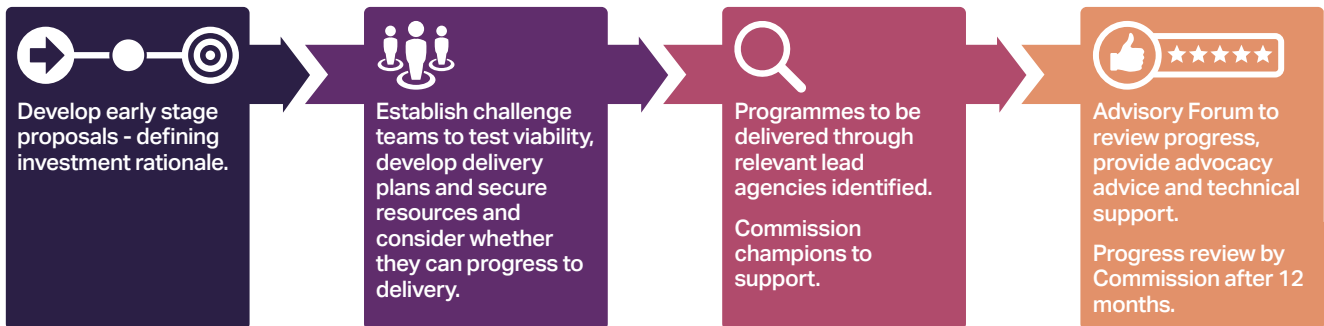 Develop early stage
proposals - defining
investment rationale.
Establish challenge
teams to test viability,
develop delivery
plans and secure
resources and
consider whether
they can progress to
delivery.
Programmes to be
delivered through
relevant lead
agencies identified.
Commission
champions to
support.
Advisory Forum to
review progress,
provide advocacy
advice and technical
support.
Progress review by
Commission after 12
months.